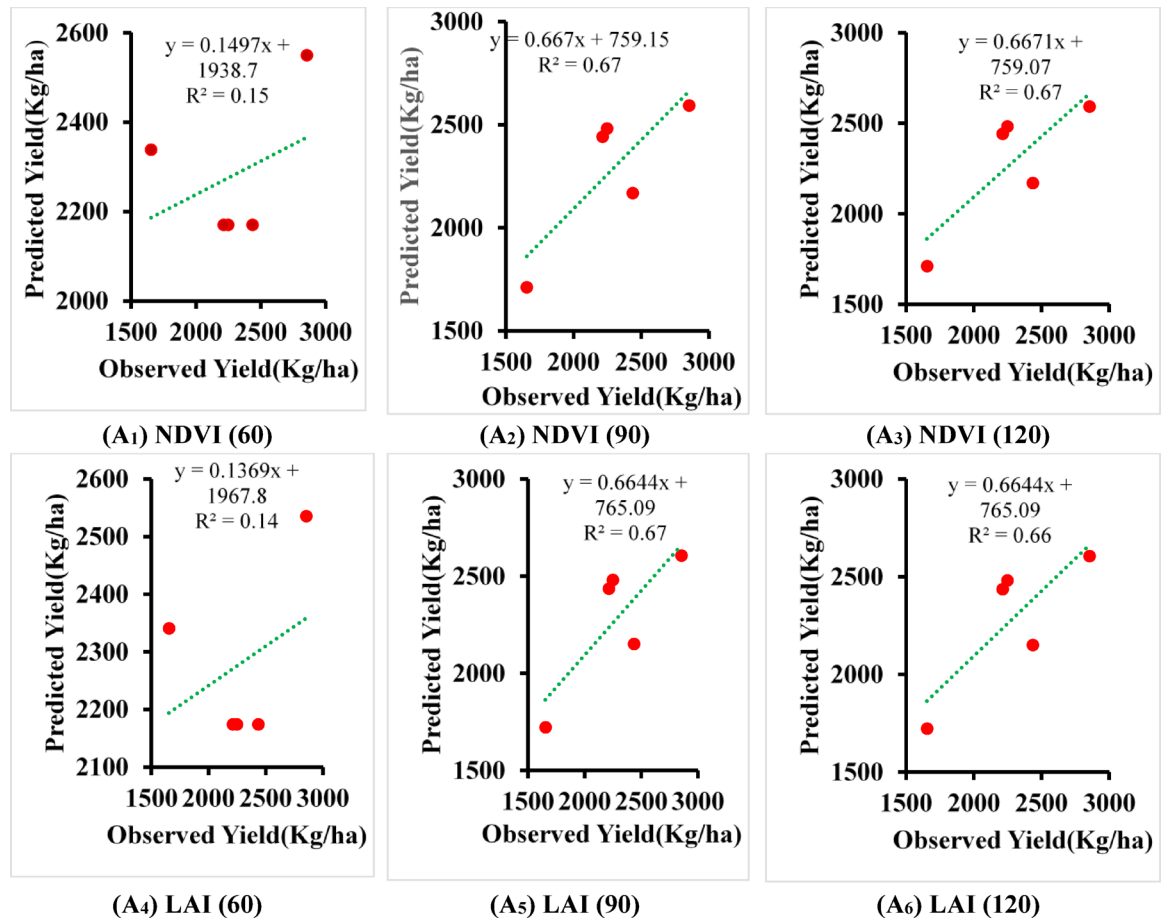 Predicted Yield(Kg/ha)
2600
2400
2200
2000
y = 0.1497x +
1938.7
R² = 0.15
1500 2000 2500 3000
Observed Yield(Kg/ha)
(A₁) NDVI (60)
Predicted Yield(Kg/ha)
3000
2500
2000
1500
y = 0.667x + 759.15
R² = 0.67
1500 2000 2500 3000
Observed Yield(Kg/ha)
(A₂) NDVI (90)
Predicted Yield(Kg/ha)
3000
2500
2000
1500
y = 0.6671x +
759.07
R² = 0.67
1500 2000 2500 3000
Observed Yield(Kg/ha)
(A₃) NDVI (120)
Predicted Yield(Kg/ha)
2600
2500
2400
2300
2200
2100
y = 0.1369x +
1967.8
R² = 0.14
1500 2000 2500 3000
Observed Yield(Kg/ha)
(A₄) LAI (60)
Predicted Yield(Kg/ha)
3000
2500
2000
1500
y = 0.6644x +
765.09
R² = 0.67
1500 2000 2500 3000
Observed Yield(Kg/ha)
(A₅) LAI (90)
Predicted Yield(Kg/ha)
3000
2500
2000
1500
y = 0.6644x +
765.09
R² = 0.66
1500 2000 2500 3000
Observed Yield(Kg/ha)
(A₆) LAI (120)